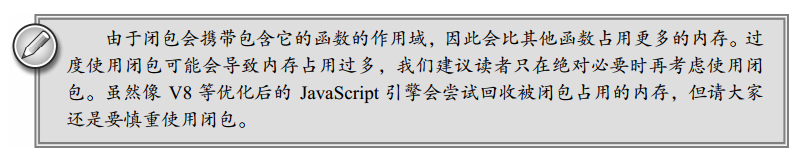 由于闭包会携带包含它的函数的作用域，因此会比其他函数占用更多的内存。过
度使用闭包可能会导致内存占用过多，我们建议读者只在绝对必要时再考虑使用闭
包。虽然像 V8 等优化后的 JavaScript 引擎会尝试回收被闭包占用的内存，但请大家
还是要慎重使用闭包。